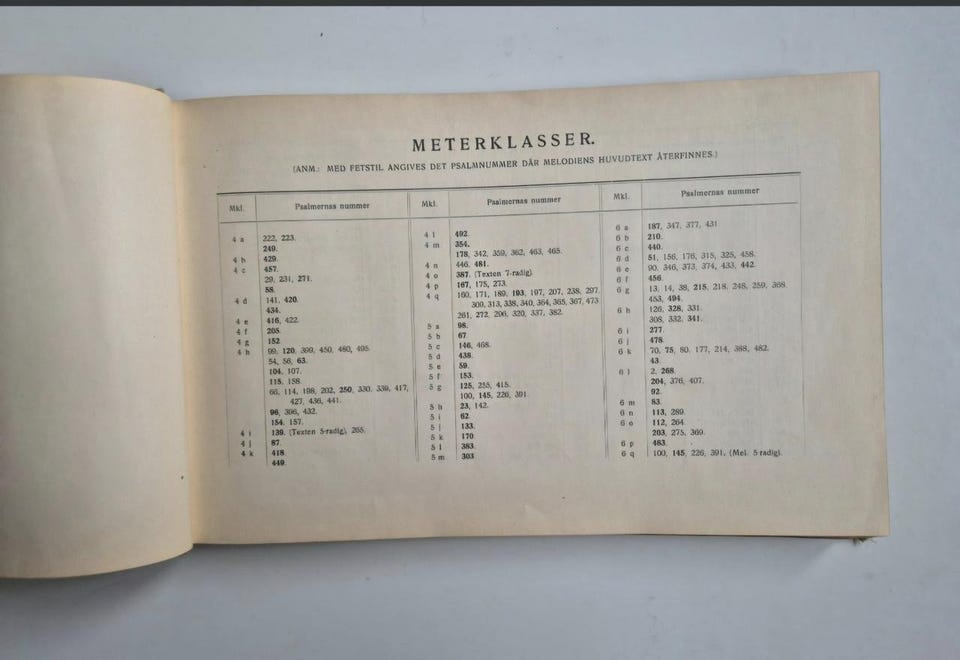 METERKLASSER.
(ANM.: MED FETSTIL ANGIVES DET PSALMNUMMER DÄR MELODIENS HUVUDTEXT ÅTERFINNES.)
Mkl. Psalmernas nummer
4 a 222, 223.
249.
4 b 429.
4 c 457.
29, 231, 271.
58.
4 d 141, 420.
434.
4 e 416, 422.
4 f 205.
4 g 152.
4 h 99, 120, 399, 450, 480, 495.
54, 56, 63.
104, 107.
115, 158.
66, 114, 198, 202, 250, 330, 339, 417,
427, 436, 441.
96, 306, 432.
154, 157.
4 i 139. (Texten 5-radig), 265.
4 j 87.
4 k 418.
449.
Mkl. Psalmernas nummer
4 l 492.
4 m 354.
178, 342, 359, 362, 463, 465.
4 n 446, 481.
4 o 387. (Texten 7-radig).
4 p 167, 175, 273.
4 q 160, 171, 189, 193, 197, 207, 238, 297,
309, 313, 338, 340, 364, 365, 367, 473
261, 272, 296, 320, 337, 382.
5 a 98.
5 b 67.
5 c 146, 468.
5 d 438.
5 e 59.
5 f 153.
5 g 125, 255, 415.
100, 145, 226, 391.
5 h 23, 142.
5 i 62.
5 j 133.
5 k 170
5 l 383.
5 m 303
Mkl. Psalmernas nummer
6 a 187, 347, 377, 431
6 b 210.
6 c 440.
6 d 51, 156, 176, 315, 325, 458.
6 e 90, 346, 373, 374, 433, 442.
6 f 456.
6 g 13, 14, 38, 215, 218, 248, 259, 368.
453, 494.
6 h 126, 328, 331.
308, 332, 341.
6 i 277.
6 j 478.
6 k 70, 75, 80, 177, 214, 388, 482.
43.
6 l 2, 268.
204, 376, 407.
92.
6 m 83.
6 n 113, 289.
6 o 112, 264.
203, 275, 369.
6 p 483.
6 q 100, 145, 226, 391. (Mel. 5 radig).